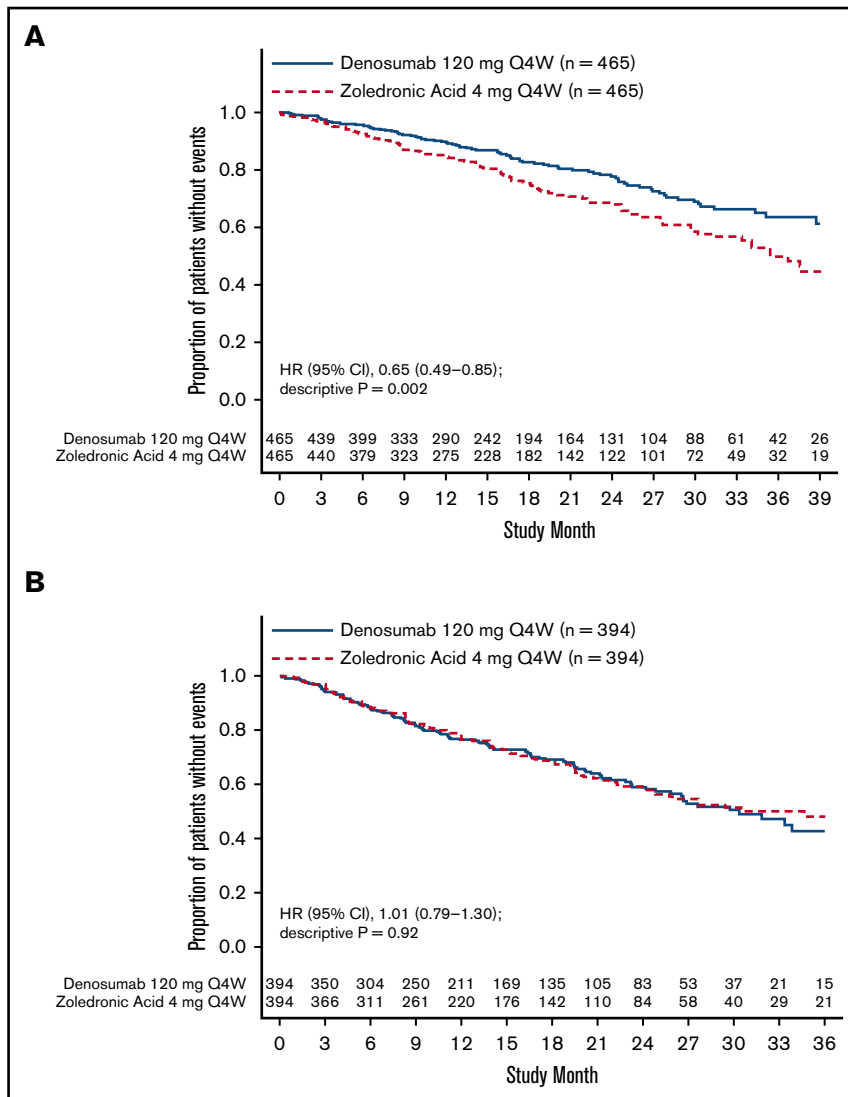 A
Denosumab 120 mg Q4W (n = 465)
Zoledronic Acid 4 mg Q4W (n = 465)
1.0
0.8
0.6
0.4
0.2
0.0
Proportion of patients without events
HR (95% CI), 0.65 (0.49–0.85);
descriptive P = 0.002
Denosumab 120 mg Q4W 465 439 399 333 290 242 194 164 131 104 88 61 42 26
Zoledronic Acid 4 mg Q4W 465 440 379 323 275 228 182 142 122 101 72 49 32 19
0 3 6 9 12 15 18 21 24 27 30 33 36 39
Study Month
B
Denosumab 120 mg Q4W (n = 394)
Zoledronic Acid 4 mg Q4W (n = 394)
1.0
0.8
0.6
0.4
0.2
0.0
Proportion of patients without events
HR (95% CI), 1.01 (0.79–1.30);
descriptive P = 0.92
Denosumab 120 mg Q4W 394 350 304 250 211 169 135 105 83 53 37 21 15
Zoledronic Acid 4 mg Q4W 394 366 311 261 220 176 142 110 84 58 40 29 21
0 3 6 9 12 15 18 21 24 27 30 33 36
Study Month